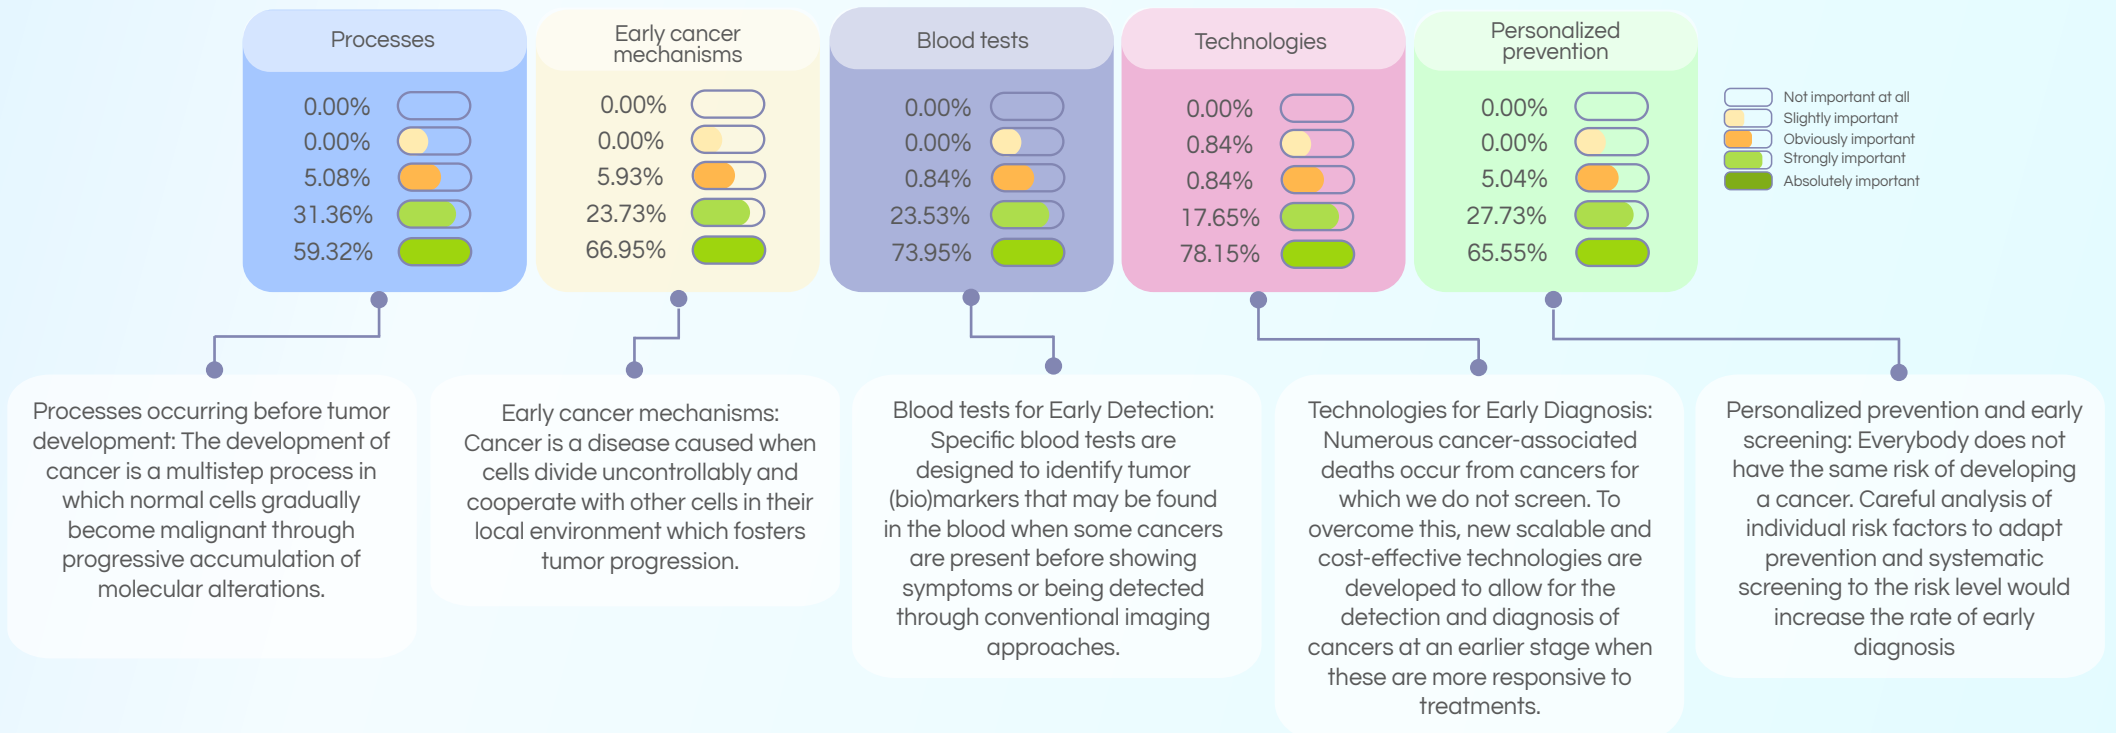 Processes
0.00%
0.00%
5.08%
31.36%
59.32%
Early cancer
mechanisms
0.00%
0.00%
5.93%
23.73%
66.95%
Blood tests
0.00%
0.00%
0.84%
23.53%
73.95%
Technologies
0.00%
0.84%
0.84%
17.65%
78.15%
Personalized
prevention
0.00%
0.00%
5.04%
27.73%
65.55%
Not important at all
Slightly important
Obviously important
Strongly important
Absolutely important
Processes occurring before tumor
development: The development of
cancer is a multistep process in
which normal cells gradually
become malignant through
progressive accumulation of
molecular alterations.
Early cancer mechanisms:
Cancer is a disease caused when
cells divide uncontrollably and
cooperate with other cells in their
local environment which fosters
tumor progression.
Blood tests for Early Detection:
Specific blood tests are
designed to identify tumor
(bio)markers that may be found
in the blood when some cancers
are present before showing
symptoms or being detected
through conventional imaging
approaches.
Technologies for Early Diagnosis:
Numerous cancer-associated
deaths occur from cancers for
which we do not screen. To
overcome this, new scalable and
cost-effective technologies are
developed to allow for the
detection and diagnosis of
cancers at an earlier stage when
these are more responsive to
treatments.
Personalized prevention and early
screening: Everybody does not
have the same risk of developing
a cancer. Careful analysis of
individual risk factors to adapt
prevention and systematic
screening to the risk level would
increase the rate of early
diagnosis